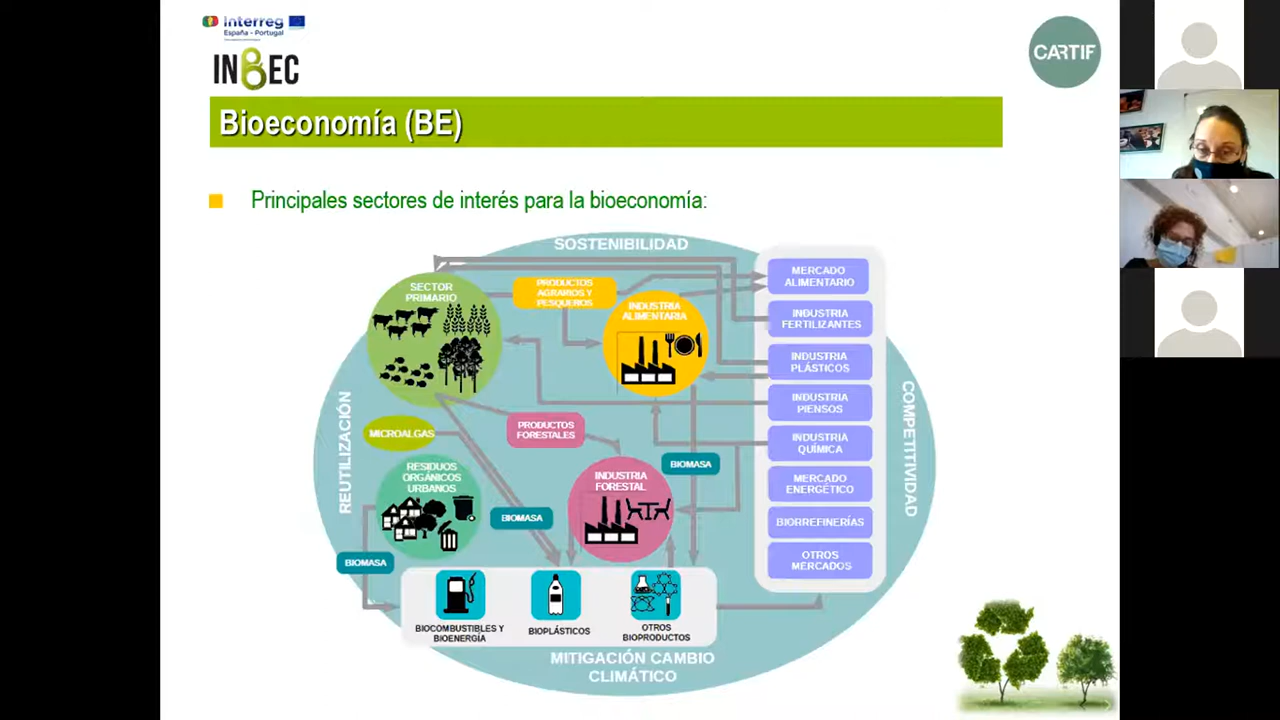 Interreg
España - Portugal
INBEC
CARTIF
Bioeconomía (BE)
Principales sectores de interés para la bioeconomía:
SOSTENIBILIDAD
SECTOR
PRIMARIO
PRODUCTOS
AGRARIOS Y
PESQUEROS
INDUSTRIA
ALIMENTARIA
MERCADO
ALIMENTARIO
INDUSTRIA
FERTILIZANTES
INDUSTRIA
PLÁSTICOS
INDUSTRIA
PIENSOS
INDUSTRIA
QUÍMICA
MERCADO
ENERGÉTICO
BIORREFINERÍAS
OTROS
MERCADOS
REUTILIZACIÓN
COMPETITIVIDAD
MICROALGAS
PRODUCTOS
FORESTALES
RESIDUOS
ORGÁNICOS
URBANOS
INDUSTRIA
FORESTAL
BIOMASA
BIOMASA
BIOMASA
BIOCOMBUSTIBLES Y
BIOENERGÍA
BIOPLÁSTICOS
OTROS
BIOPRODUCTOS
MITIGACIÓN CAMBIO
CLIMÁTICO